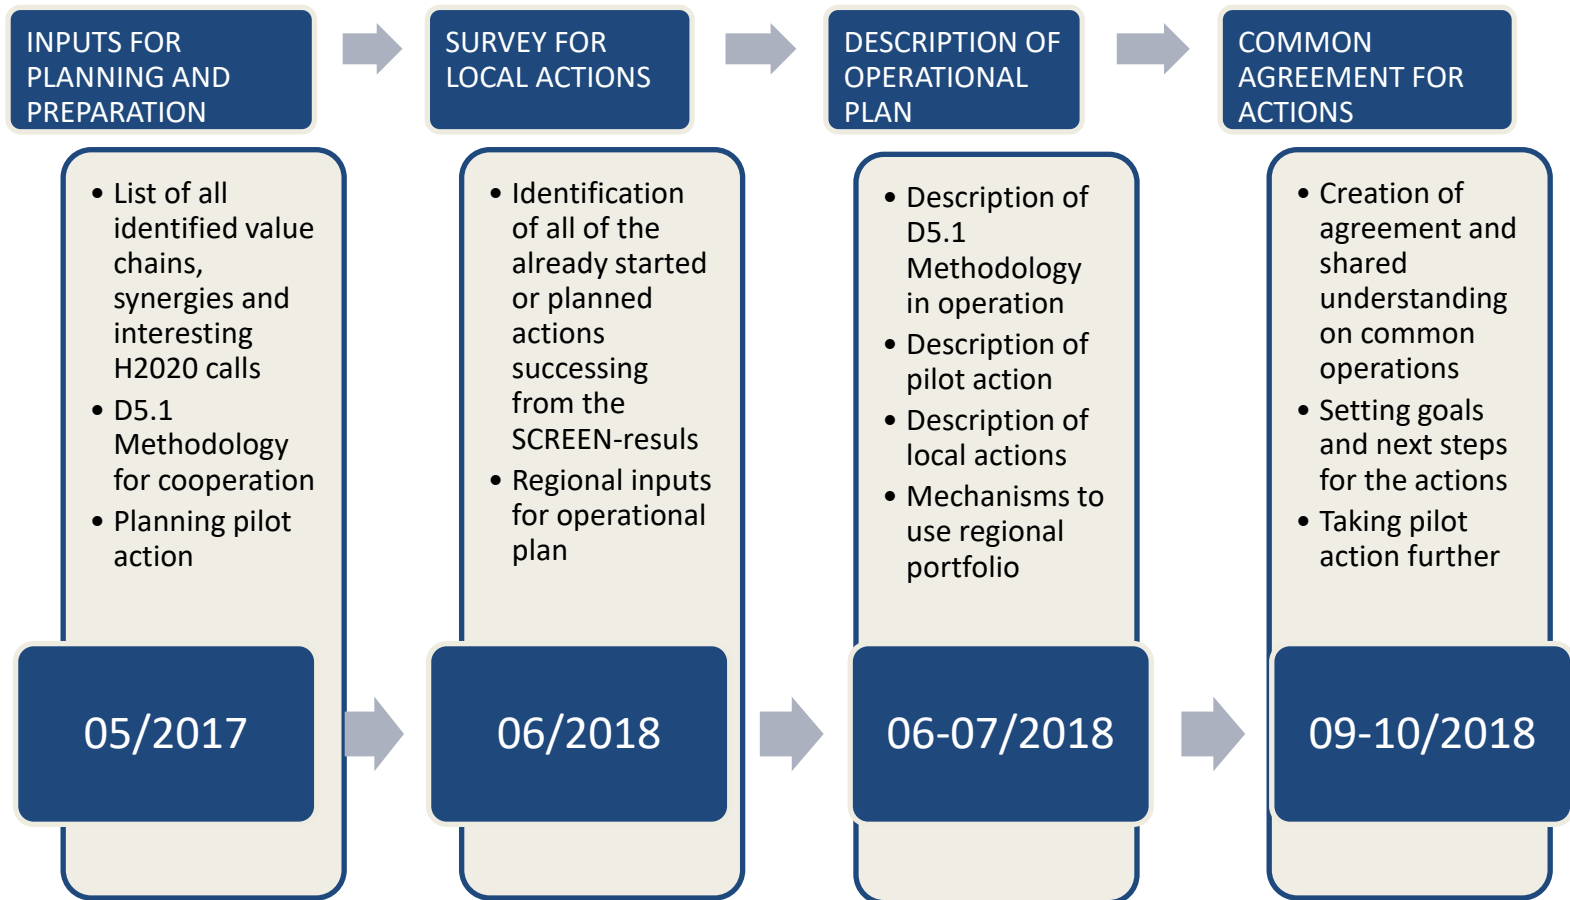 INPUTS FOR
PLANNING AND
PREPARATION
SURVEY FOR
LOCAL ACTIONS
DESCRIPTION OF
OPERATIONAL
PLAN
COMMON
AGREEMENT FOR
ACTIONS
• List of all
identified value
chains,
synergies and
interesting
H2020 calls
• D5.1
Methodology
for cooperation
• Planning pilot
action
• Identification
of all of the
already started
or planned
actions
successing
from the
SCREEN-resuls
• Regional inputs
for operational
plan
• Description of
D5.1
Methodology
in operation
• Description of
pilot action
• Description of
local actions
• Mechanisms to
use regional
portfolio
• Creation of
agreement and
shared
understanding
on common
operations
• Setting goals
and next steps
for the actions
• Taking pilot
action further
05/2017
06/2018
06-07/2018
09-10/2018